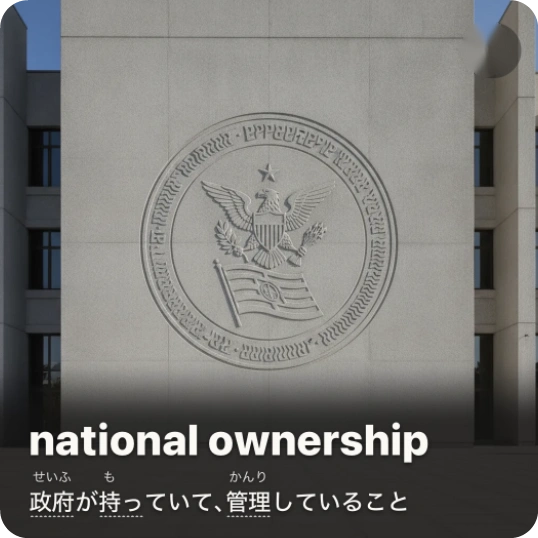 national ownership
せいふ も かんり
政府が持っていて、管理していること